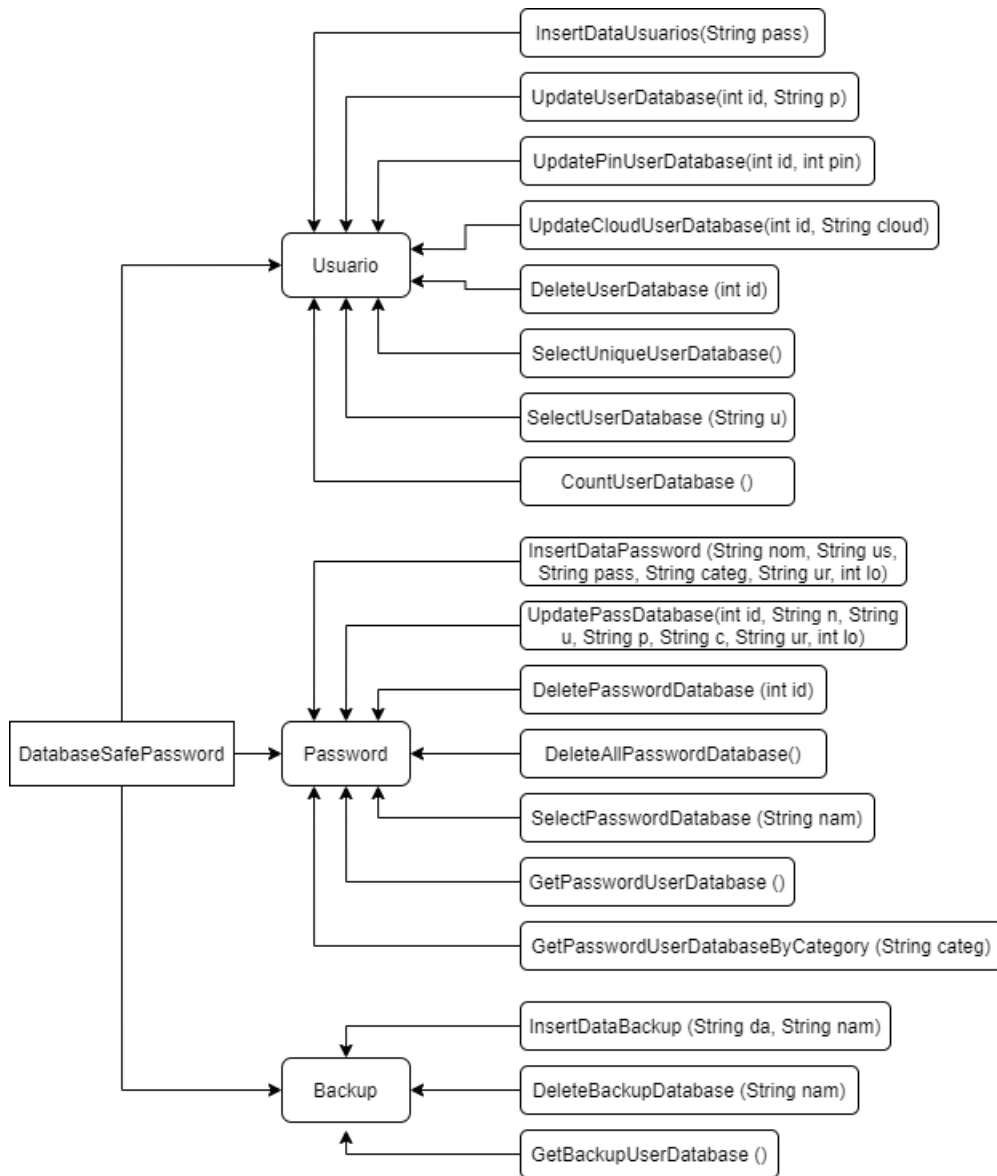 InsertDataUsuarios(String pass)
UpdateUserDatabase(int id, String p)
UpdatePinUserDatabase(int id, int pin)
UpdateCloudUserDatabase(int id, String cloud)
Usuario
DeleteUserDatabase (int id)
SelectUniqueUserDatabase()
SelectUserDatabase (String u)
CountUserDatabase ()
InsertDataPassword (String nom, String us,
String pass, String categ, String ur, int lo)
UpdatePassDatabase(int id, String n, String
u, String p, String c, String ur, int lo)
DeletePasswordDatabase (int id)
DatabaseSafePassword
Password
DeleteAllPasswordDatabase()
SelectPasswordDatabase (String nam)
GetPasswordUserDatabase ()
GetPasswordUserDatabaseByCategory (String categ)
InsertDataBackup (String da, String nam)
Backup
DeleteBackupDatabase (String nam)
GetBackupUserDatabase ()